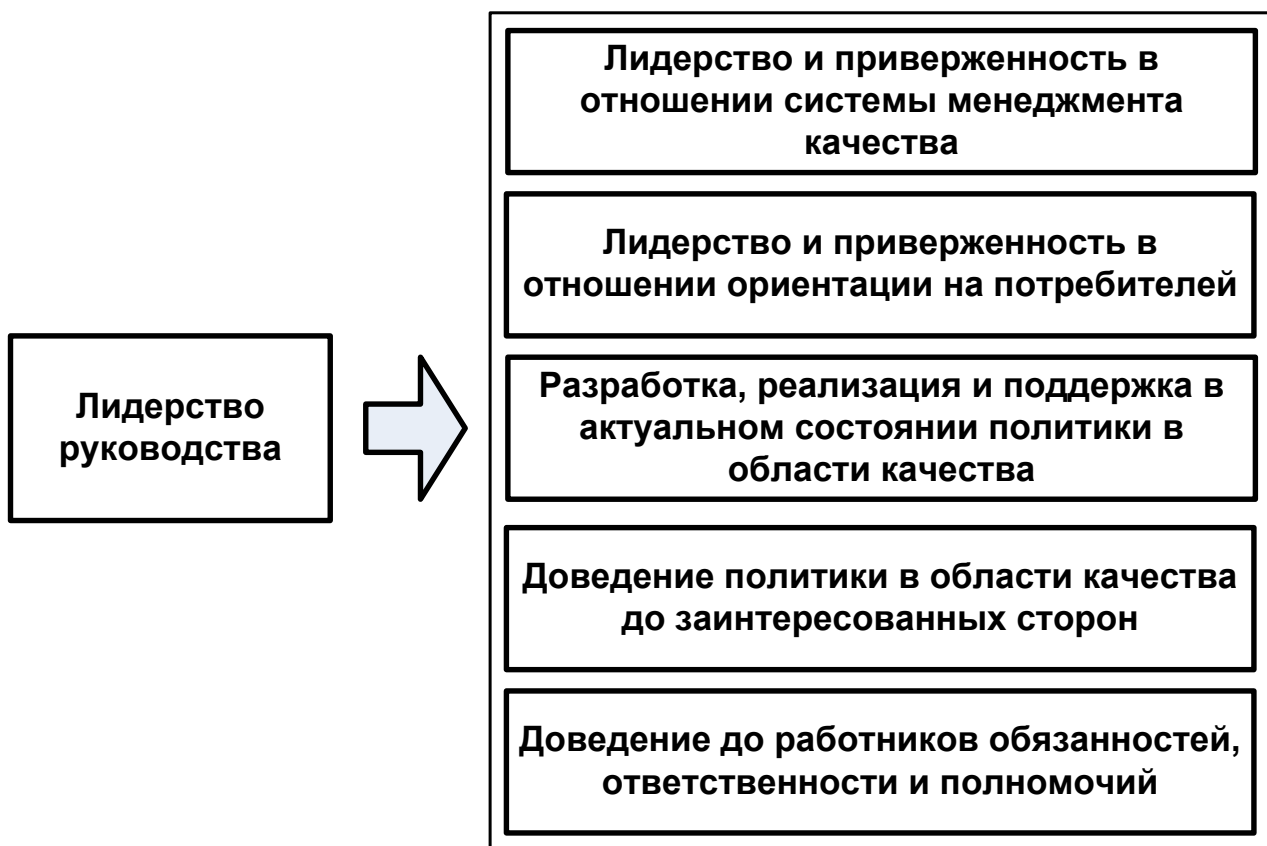 Лидерство
руководства
Лидерство и приверженность в
отношении системы менеджмента
качества
Лидерство и приверженность в
отношении ориентации на потребителей
Разработка, реализация и поддержка в
актуальном состоянии политики в
области качества
Доведение политики в области качества
до заинтересованных сторон
Доведение до работников обязанностей,
ответственности и полномочий